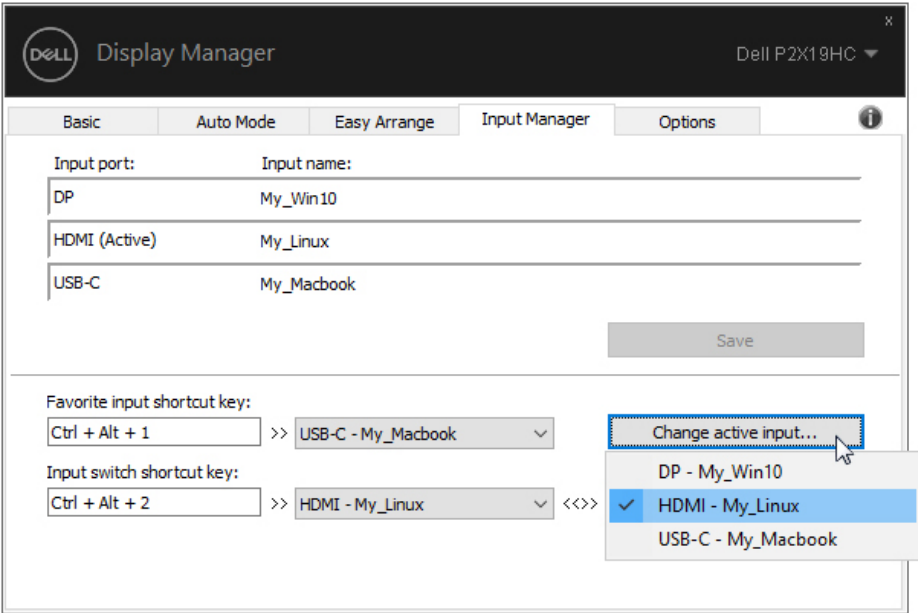 x
DELL Display Manager Dell P2X19HC
Basic Auto Mode Easy Arrange Input Manager Options i
Input port: Input name:
DP My_Win10
HDMI (Active) My_Linux
USB-C My_Macbook
Save
Favorite input shortcut key:
Ctrl + Alt + 1 >> USB-C - My_Macbook Change active input...
Input switch shortcut key:
Ctrl + Alt + 2 >> HDMI - My_Linux <<>>
DP - My_Win10
HDMI - My_Linux
USB-C - My_Macbook